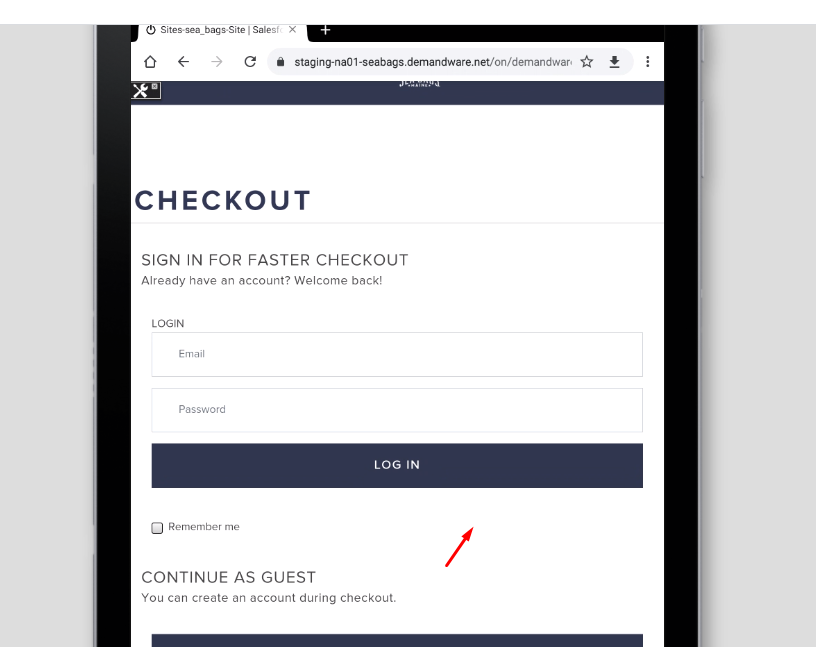 Sites-sea_bags-Site | Salesf
staging-na01-seabags.demandware.net/on/demandwar
CHECKOUT
SIGN IN FOR FASTER CHECKOUT
Already have an account? Welcome back!
LOGIN
Email
Password
LOG IN
Remember me
CONTINUE AS GUEST
You can create an account during checkout.